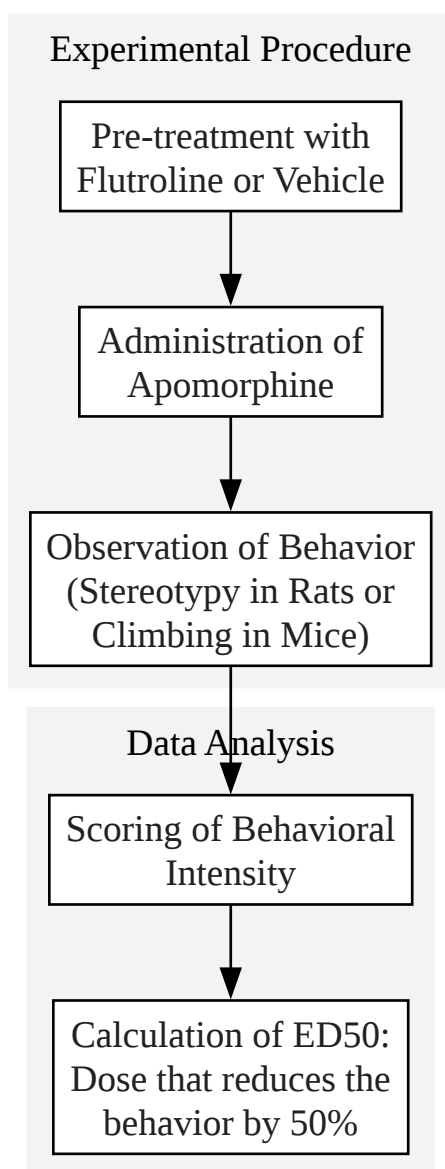 Experimental Procedure
Pre-treatment with
Flutroline or Vehicle
Administration of
Apomorphine
Observation of Behavior
(Stereotypy in Rats or
Climbing in Mice)
Data Analysis
Scoring of Behavioral
Intensity
Calculation of ED50:
Dose that reduces the
behavior by 50%